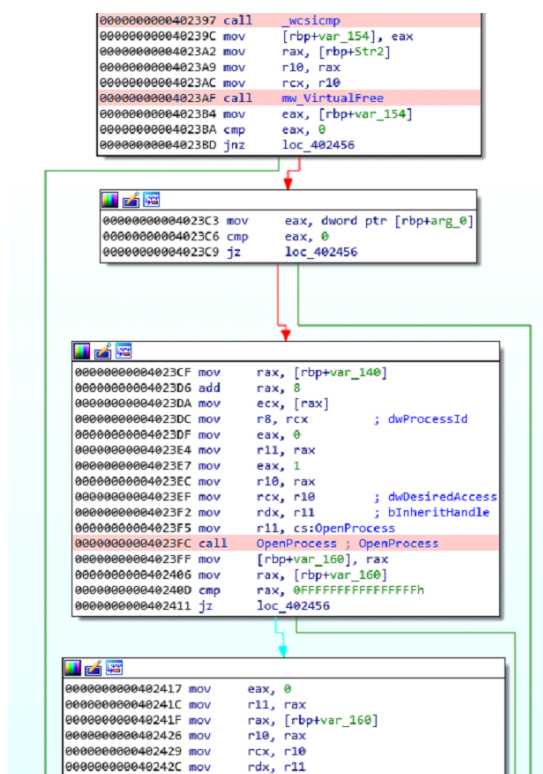 0000000000402397 call _wcsicmp
000000000040239C mov [rbp+var_154], eax
00000000004023A2 mov rax, [rbp+Str2]
00000000004023A9 mov r10, rax
00000000004023AC mov rcx, r10
00000000004023AF call mw_VirtualFree
00000000004023B4 mov eax, [rbp+var_154]
00000000004023BA cmp eax, 0
00000000004023BD jnz loc_402456
00000000004023C3 mov eax, dword ptr [rbp+arg_0]
00000000004023C6 cmp eax, 0
00000000004023C9 jz loc_402456
00000000004023CF mov rax, [rbp+var_140]
00000000004023D6 add rax, 8
00000000004023DA mov ecx, [rax]
00000000004023DC mov r8, rcx ; dwProcessId
00000000004023DF mov eax, 0
00000000004023E4 mov r11, rax
00000000004023E7 mov eax, 1
00000000004023EC mov r10, rax
00000000004023EF mov rcx, r10 ; dwDesiredAccess
00000000004023F2 mov rdx, r11 ; bInheritHandle
00000000004023F5 mov r11, cs:OpenProcess
00000000004023FC call OpenProcess ; OpenProcess
00000000004023FF mov [rbp+var_160], rax
0000000000402406 mov rax, [rbp+var_160]
000000000040240D cmp rax, 0FFFFFFFFFFFFFFFFh
0000000000402411 jz loc_402456
0000000000402417 mov eax, 0
000000000040241C mov r11, rax
000000000040241F mov rax, [rbp+var_160]
0000000000402426 mov r10, rax
0000000000402429 mov rcx, r10
000000000040242C mov rdx, r11